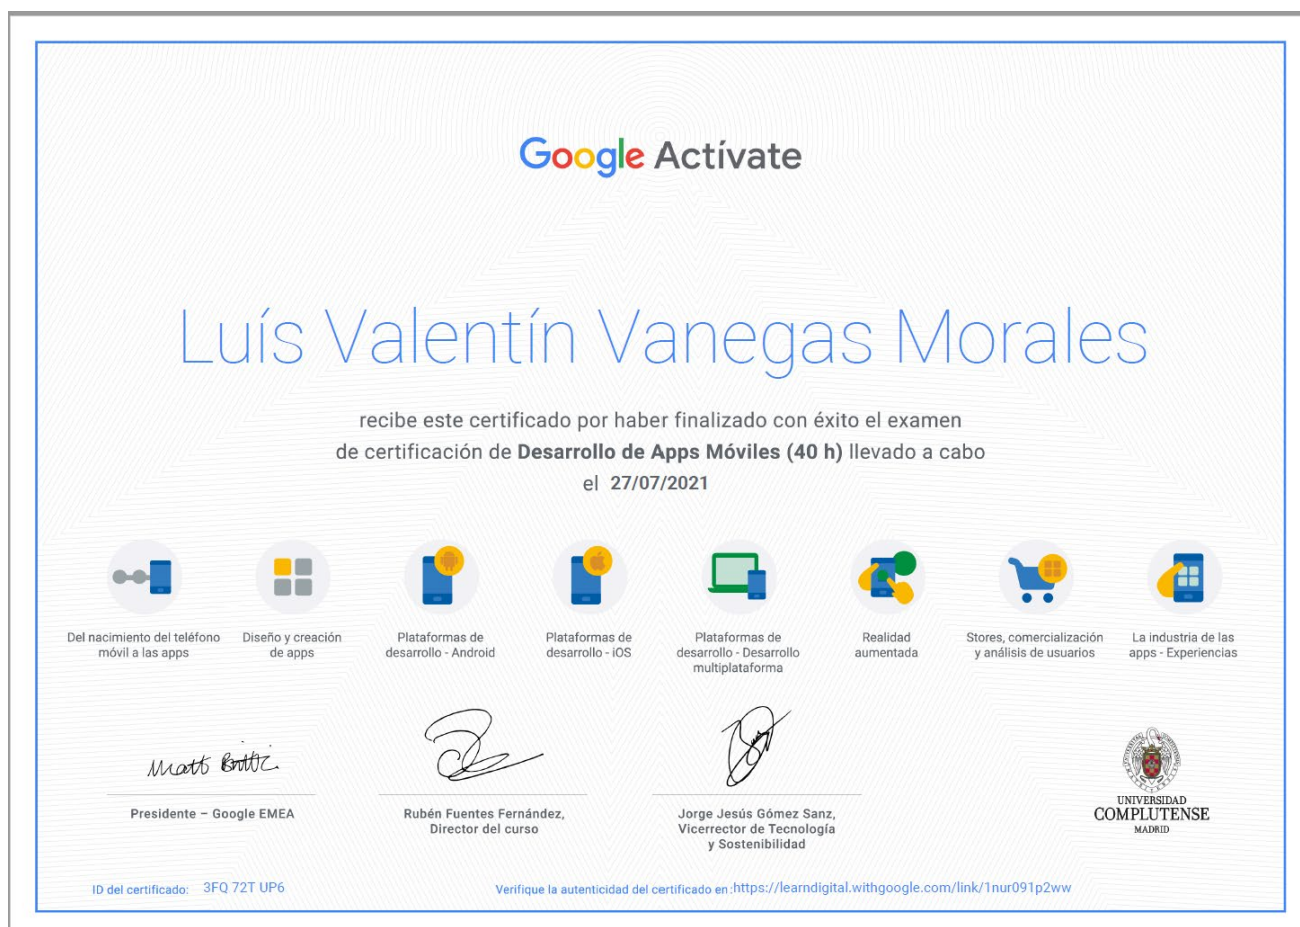 Google Actívate
Luís Valentín Vanegas Morales
recibe este certificado por haber finalizado con éxito el examen
de certificación de Desarrollo de Apps Móviles (40 h) llevado a cabo
el 27/07/2021
Del nacimiento del teléfono
móvil a las apps
Diseño y creación
de apps
Plataformas de
desarrollo - Android
Plataformas de
desarrollo - iOS
Plataformas de
desarrollo - Desarrollo
multiplataforma
Realidad
aumentada
Stores, comercialización
y análisis de usuarios
La industria de las
apps - Experiencias
Matt Brittin
Presidente – Google EMEA
Rubén Fuentes Fernández,
Director del curso
Jorge Jesús Gómez Sanz,
Vicerrector de Tecnología
y Sostenibilidad
UNIVERSIDAD
COMPLUTENSE
MADRID
ID del certificado: 3FQ 72T UP6
Verifique la autenticidad del certificado en: https://learndigital.withgoogle.com/link/1nur091p2ww